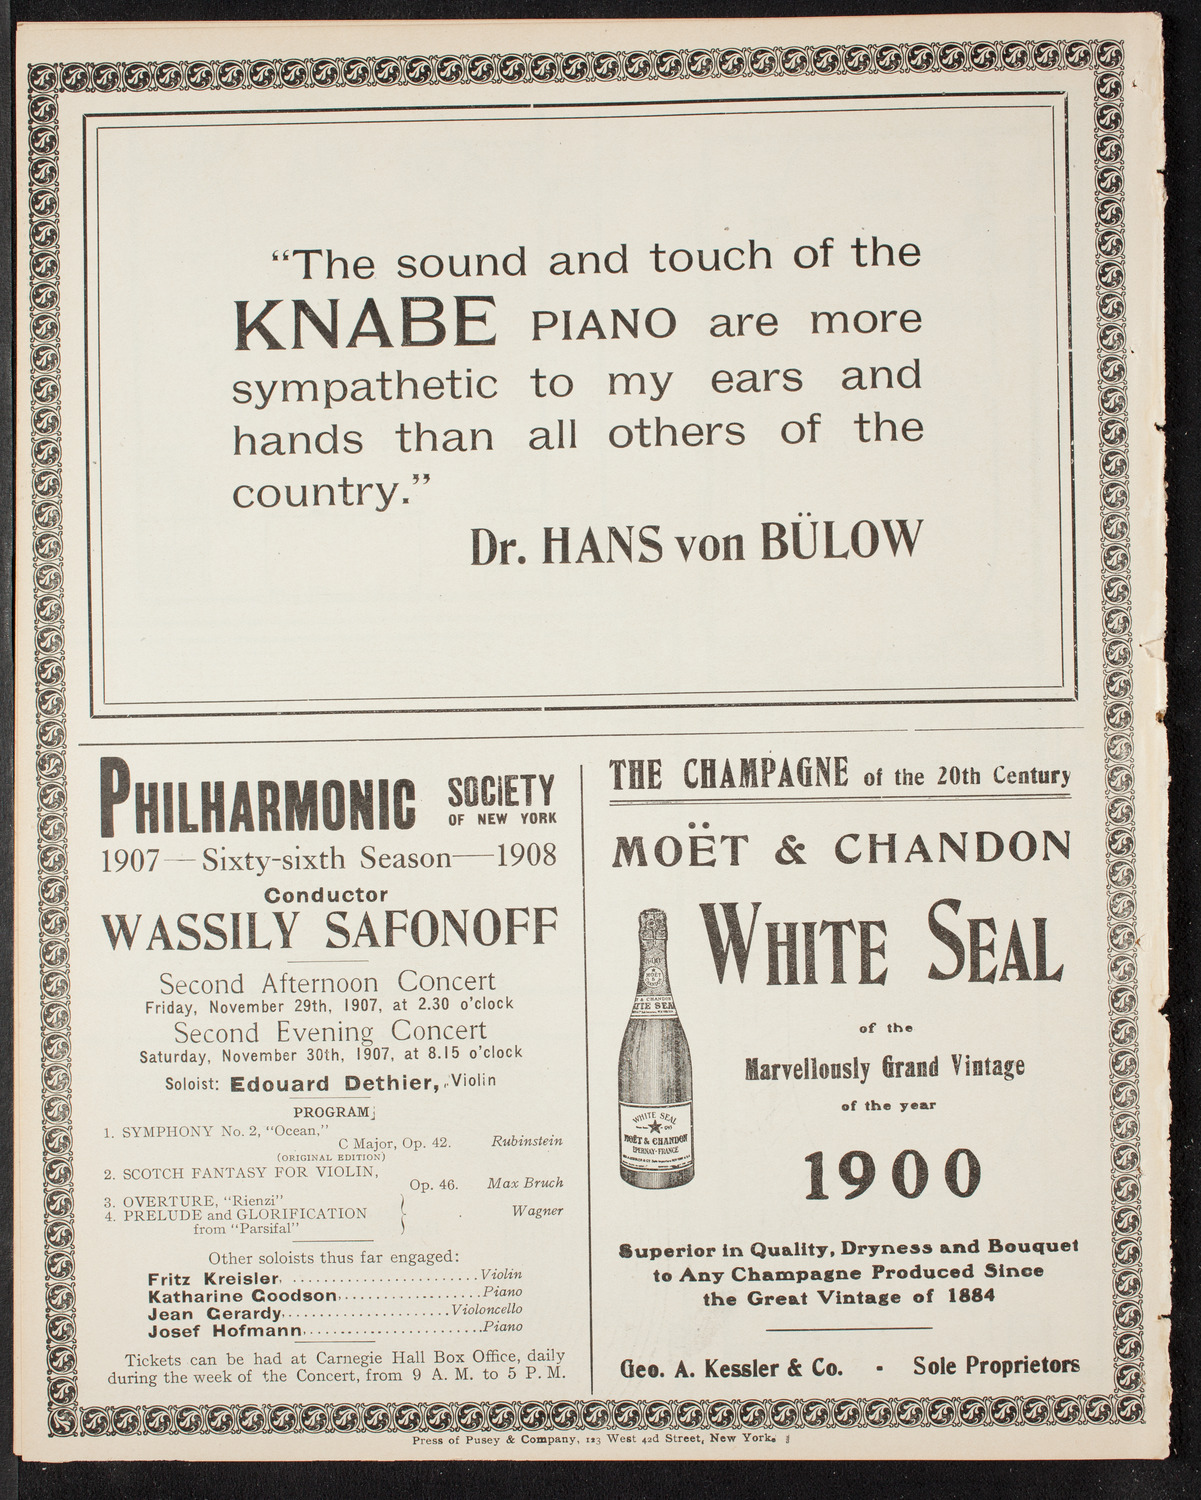 “The sound and touch of the
KNABE PIANO are more
sympathetic to my ears and
hands than all others of the
country.”
Dr. HANS von BÜLOW
PHILHARMONIC SOCIETY
OF NEW YORK
1907—Sixty-sixth Season—1908
Conductor
WASSILY SAFONOFF
Second Afternoon Concert
Friday, November 29th, 1907, at 2.30 o'clock
Second Evening Concert
Saturday, November 30th, 1907, at 8.15 o'clock
Soloist: Edouard Dethier, Violin
PROGRAM
1. SYMPHONY No. 2, “Ocean,”
C Major, Op. 42. Rubinstein
(ORIGINAL EDITION)
2. SCOTCH FANTASY FOR VIOLIN,
Op. 46. Max Bruch
3. OVERTURE, “Rienzi”
4. PRELUDE and GLORIFICATION . Wagner
from “Parsifal”
Other soloists thus far engaged:
Fritz Kreisler, ........................Violin
Katharine Goodson..................Piano
Jean Gerardy......................Violoncello
Josef Hofmann........................Piano
Tickets can be had at Carnegie Hall Box Office, daily
during the week of the Concert, from 9 A. M. to 5 P. M.
THE CHAMPAGNE of the 20th Century
MOËT & CHANDON
WHITE SEAL
of the
Marvellously Grand Vintage
of the year
1900
WHITE SEAL
MOËT & CHANDON
EPERNAY-FRANCE
Superior in Quality, Dryness and Bouquet
to Any Champagne Produced Since
the Great Vintage of 1884
Geo. A. Kessler & Co. - Sole Proprietors
Press of Pusey & Company, 123 West 42d Street, New York.